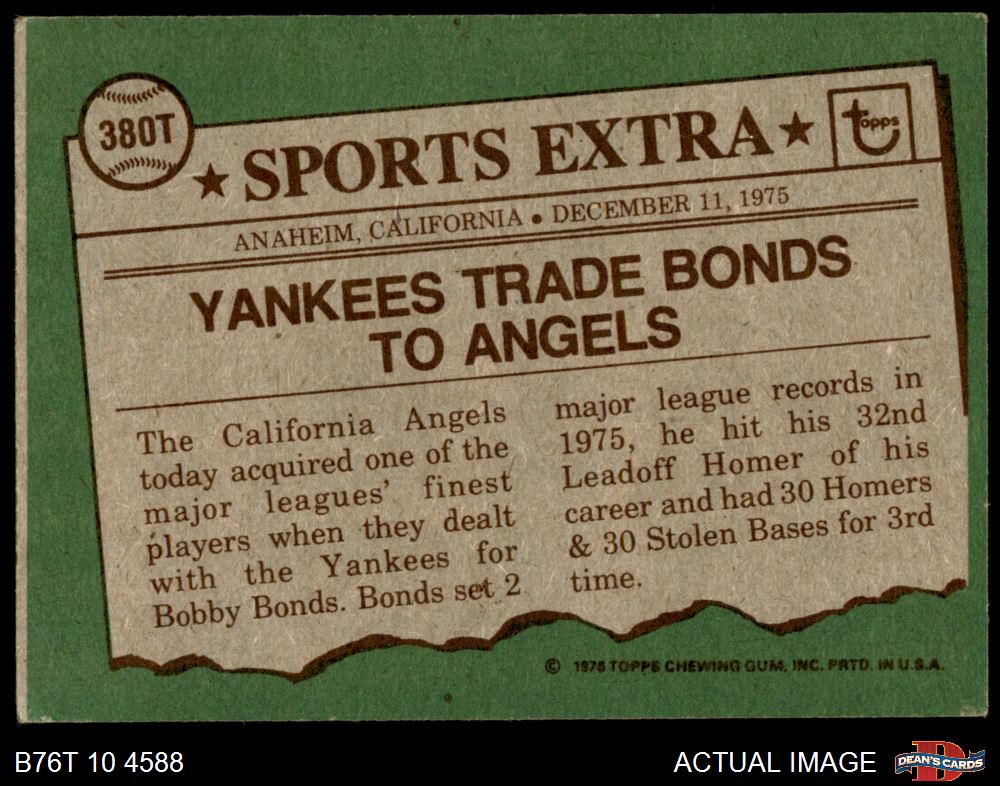 380T
★ SPORTS EXTRA ★
topps
ANAHEIM, CALIFORNIA • DECEMBER 11, 1975
YANKEES TRADE BONDS
TO ANGELS
The California Angels
today acquired one of the
major leagues' finest
players when they dealt
with the Yankees for
Bobby Bonds. Bonds set 2
major league records in
1975, he hit his 32nd
Leadoff Homer of his
career and had 30 Homers
& 30 Stolen Bases for 3rd
time.
© 1976 TOPPS CHEWING GUM, INC. PRTD. IN U.S.A.
B76T 10 4588
ACTUAL IMAGE
D
DEAN'S CARDS